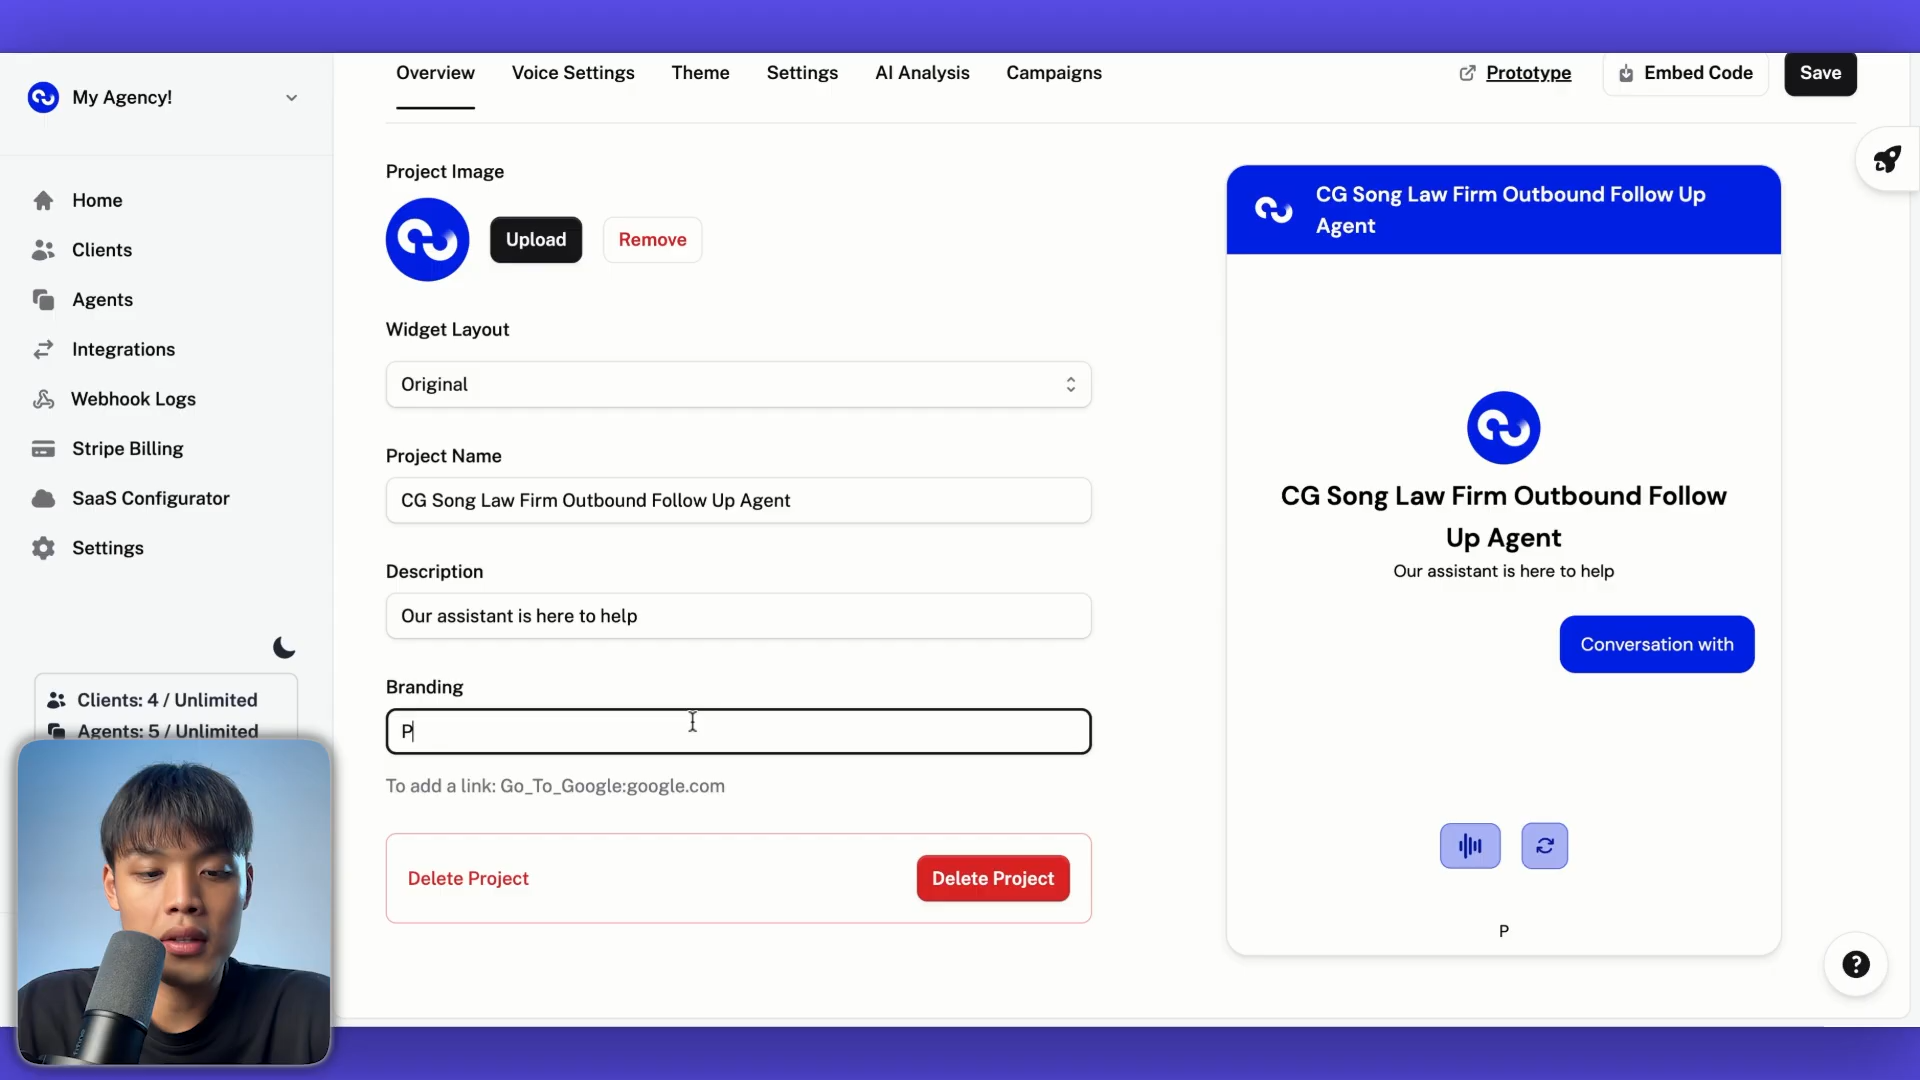 My Agency!
Overview
Voice Settings
Theme
Settings
AI Analysis
Campaigns
Prototype
Embed Code
Save
Home
Clients
Agents
Integrations
Webhook Logs
Stripe Billing
SaaS Configurator
Settings
Clients: 4 / Unlimited
Agents: 5 / Unlimited
Project Image
Upload
Remove
Widget Layout
Original
Project Name
CG Song Law Firm Outbound Follow Up Agent
Description
Our assistant is here to help
Branding
P
To add a link: Go_To_Google:google.com
Delete Project
Delete Project
CG Song Law Firm Outbound Follow Up
Agent
CG Song Law Firm Outbound Follow
Up Agent
Our assistant is here to help
Conversation with
P
?